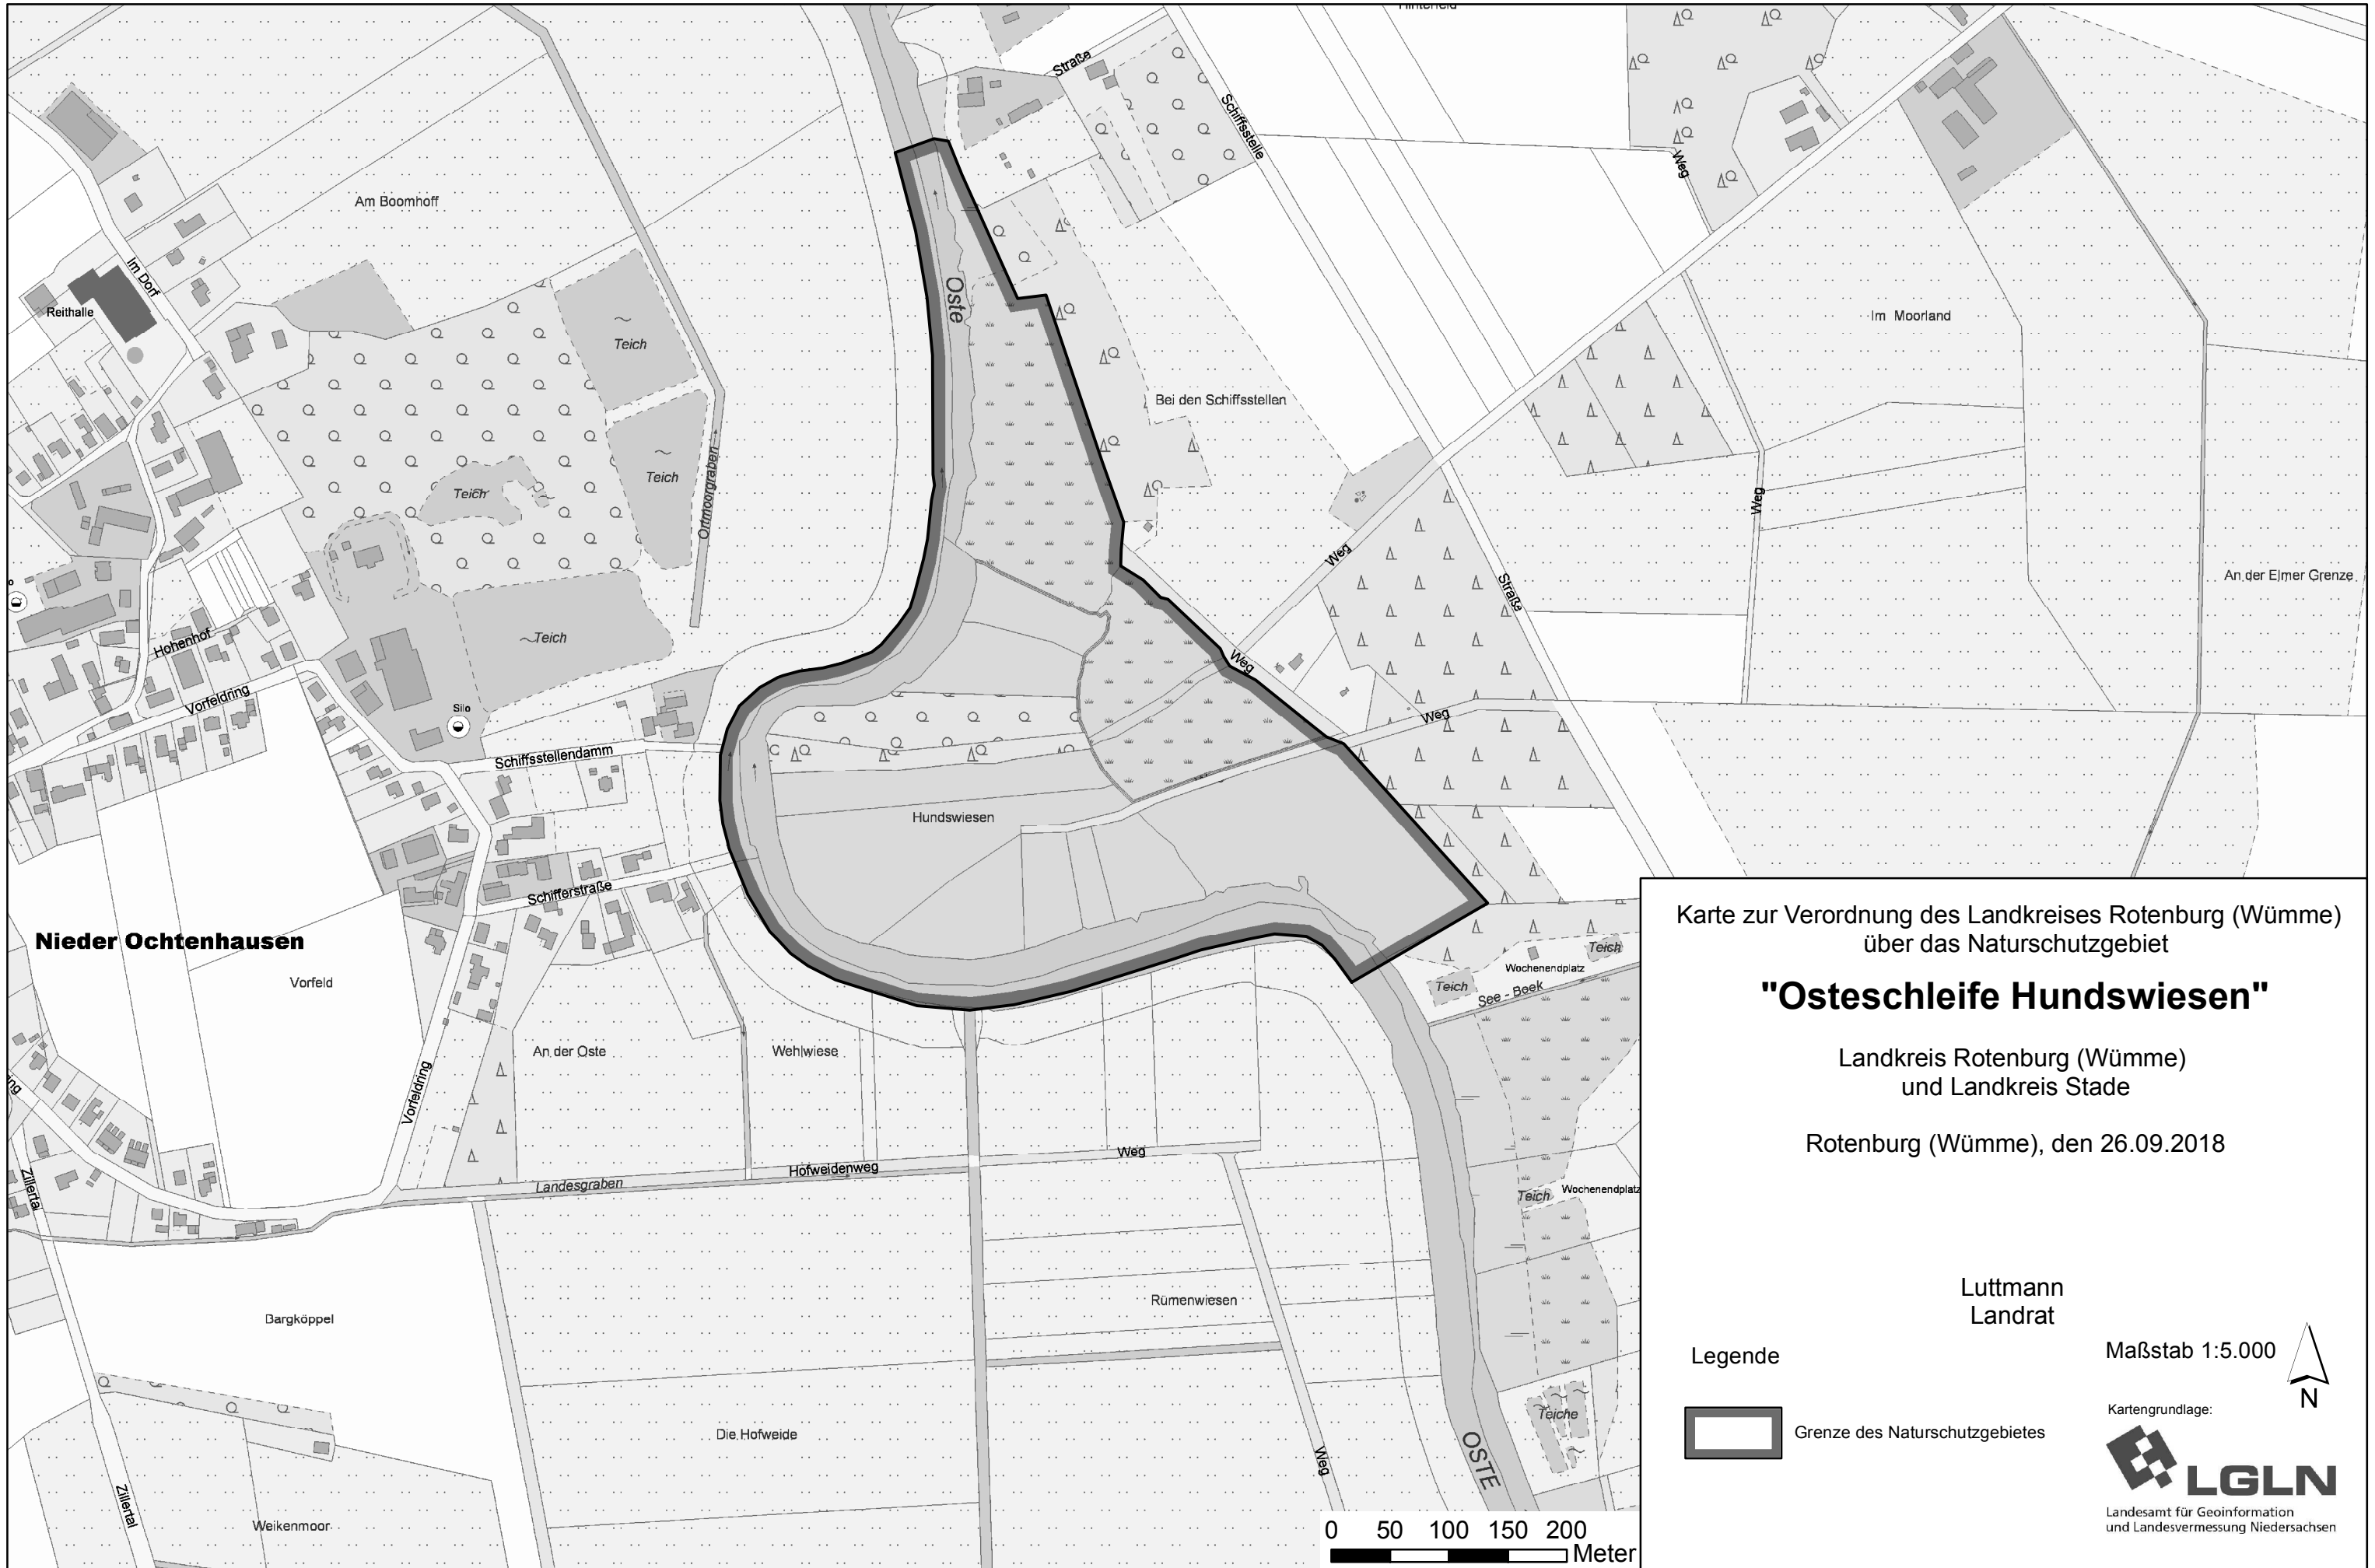 Hinterfeld
Straße
Schiffsstelle
Weg
Am Boomhoff
Im Dorf
Reithalle
Oste
Teich
Im Moorland
Bei den Schiffsstellen
Teich
Teich
Ortmoorgraben
Weg
Weg
Straße
An der Elmer Grenze
Hohenhof
Teich
Weg
Vorfeldring
Silo
Weg
Schiffsstellendamm
Hundswiesen
Schifferstraße
Nieder Ochtenhausen
Vorfeld
Teich
Wochenendplatz
Teich
See - Beek
An der Oste
Wehlwiese
Vorfeldring
Weg
Hofweidenweg
Landesgraben
Zillertal
Teich
Wochenendplatz
Bargköppel
Rümenwiesen
Teiche
Die Hofweide
OSTE
Weg
Zillertal
Weikenmoor
0 50 100 150 200
Meter
Karte zur Verordnung des Landkreises Rotenburg (Wümme)
über das Naturschutzgebiet
"Osteschleife Hundswiesen"
Landkreis Rotenburg (Wümme)
und Landkreis Stade
Rotenburg (Wümme), den 26.09.2018
Luttmann
Landrat
Legende
Maßstab 1:5.000
N
Grenze des Naturschutzgebietes
Kartengrundlage:
LGLN
Landesamt für Geoinformation
und Landesvermessung Niedersachsen